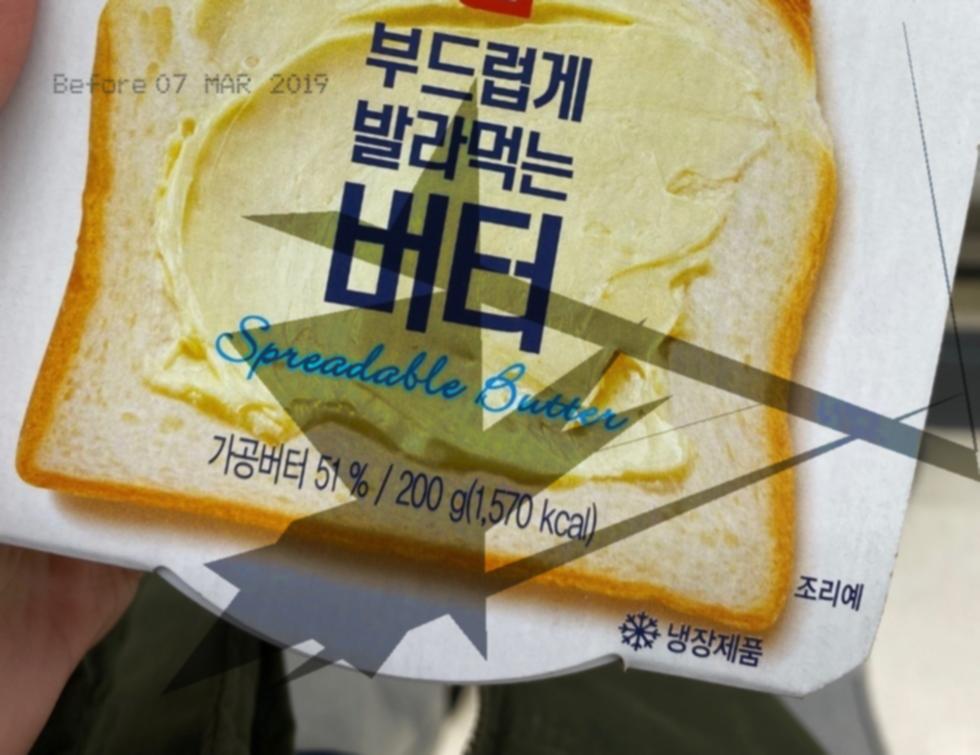 Before 07 MAR 2019
부드럽게
발라먹는
버터
Spreadable Butter
가공버터 51 % / 200 g(1,570 kcal)
조리예
냉장제품